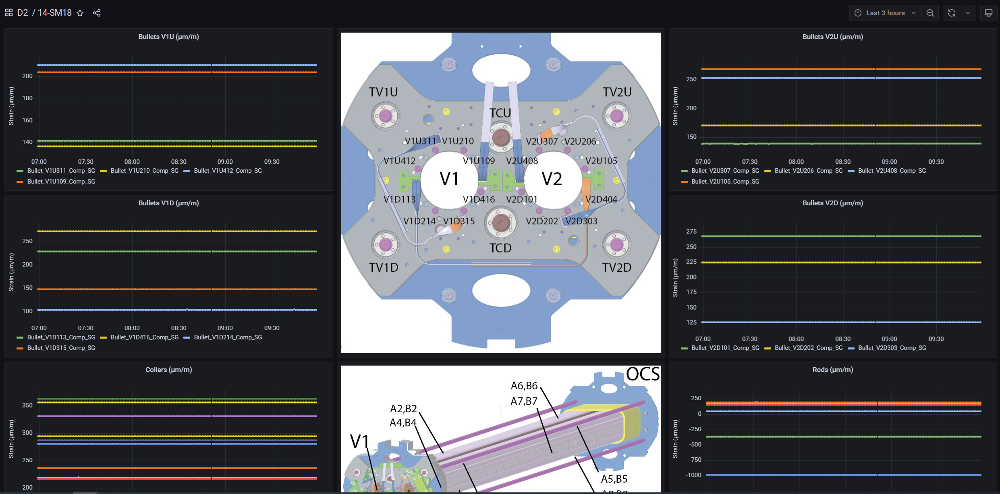 D2 / 14-SM18
Last 3 hours
Bullets V1U (µm/m)
Strain (µm/m)
200
180
160
140
07:00 07:30 08:00 08:30 09:00 09:30
Bullet_V1U311_Comp_SG Bullet_V1U210_Comp_SG Bullet_V1U412_Comp_SG
Bullet_V1U109_Comp_SG
TV1U TV2U
TCU
V1U311 V1U210 V2U307 V2U206
V1U412 V1U109 V2U408 V2U105
V1 V2
V1D113 V1D416 V2D101 V2D404
V1D214 V1D315 V2D202 V2D303
TCD
TV1D TV2D
Bullets V2U (µm/m)
Strain (µm/m)
250
200
150
07:00 07:30 08:00 08:30 09:00 09:30
Bullet_V2U307_Comp_SG Bullet_V2U206_Comp_SG Bullet_V2U408_Comp_SG
Bullet_V2U105_Comp_SG
Bullets V1D (µm/m)
Strain (µm/m)
250
200
150
100
07:00 07:30 08:00 08:30 09:00 09:30
Bullet_V1D113_Comp_SG Bullet_V1D416_Comp_SG Bullet_V1D214_Comp_SG
Bullet_V1D315_Comp_SG
Bullets V2D (µm/m)
Strain (µm/m)
275
250
225
200
175
150
125
07:00 07:30 08:00 08:30 09:00 09:30
Bullet_V2D101_Comp_SG Bullet_V2D202_Comp_SG Bullet_V2D303_Comp_SG
Collars (µm/m)
Strain (µm/m)
350
300
250
200
OCS
A6,B6
A7,B7
A2,B2
A4,B4
V1
A5,B5
Rods (µm/m)
Strain (µm/m)
250
0
-250
-500
-750
-1000